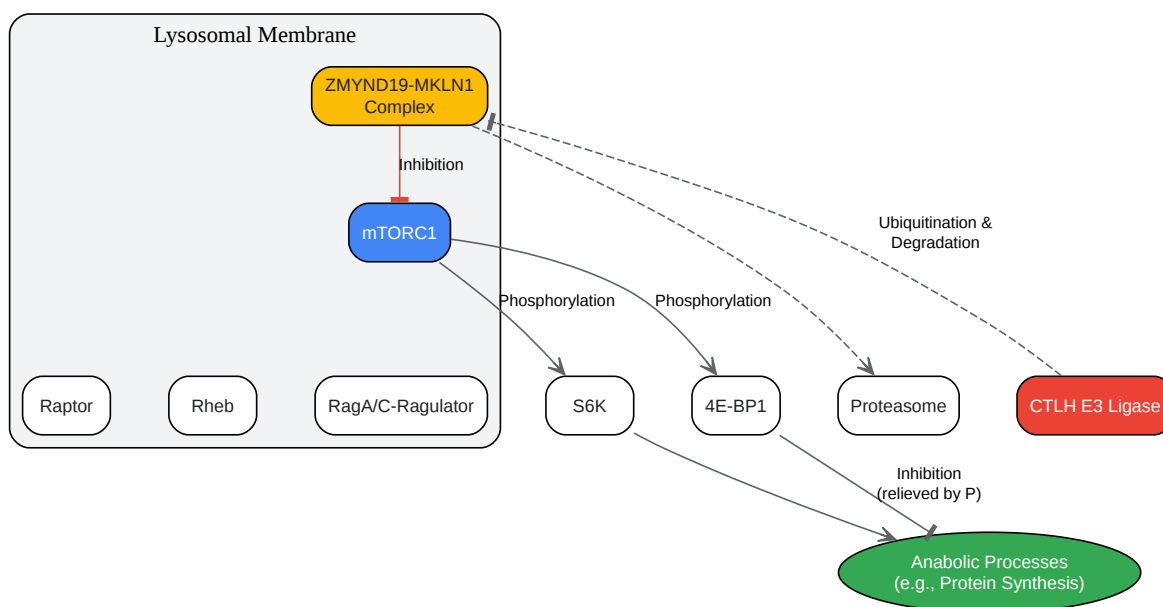 Lysosomal Membrane
ZMYND19-MKLN1
Complex
Inhibition
mTORC1
Ubiquitination &
Degradation
Phosphorylation
Phosphorylation
Raptor
Rheb
RagA/C-Ragulator
S6K
4E-BP1
Proteasome
CTLH E3 Ligase
Inhibition
(relieved by P)
Anabolic Processes
(e.g., Protein Synthesis)